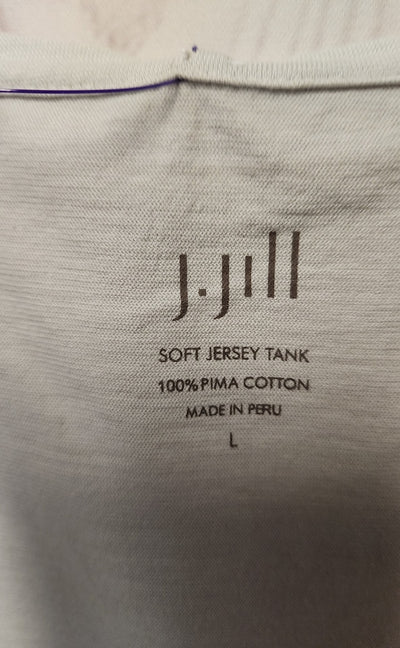 J.Jill
SOFT JERSEY TANK
100% PIMA COTTON
MADE IN PERU
L